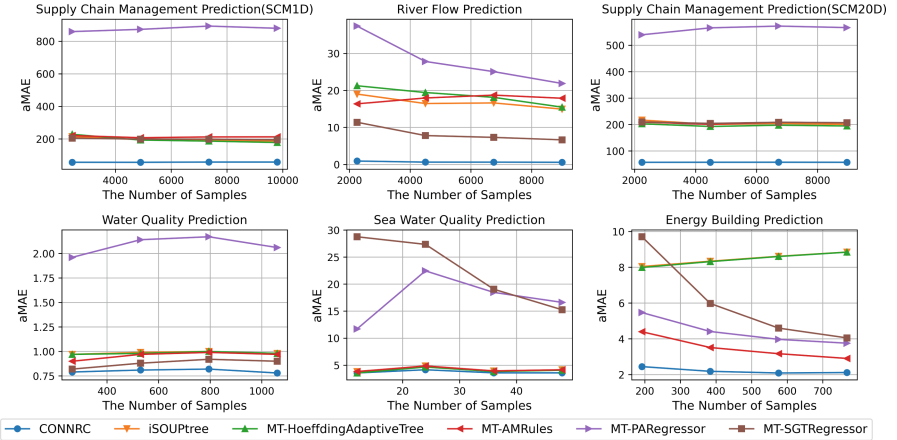 Supply Chain Management Prediction(SCM1D)
River Flow Prediction
Supply Chain Management Prediction(SCM20D)
aMAE
800
600
400
200
4000 6000 8000 10000
The Number of Samples
aMAE
30
20
10
0
2000 4000 6000 8000
The Number of Samples
aMAE
500
400
300
200
100
2000 4000 6000 8000
The Number of Samples
Water Quality Prediction
Sea Water Quality Prediction
Energy Building Prediction
aMAE
2.00
1.75
1.50
1.25
1.00
0.75
400 600 800 1000
The Number of Samples
aMAE
30
25
20
15
10
5
20 30 40
The Number of Samples
aMAE
10
8
6
4
2
200 300 400 500 600 700
The Number of Samples
CONNRC iSOUPtree MT-HoeffdingAdaptiveTree MT-AMRules MT-PARegressor MT-SGTRegressor